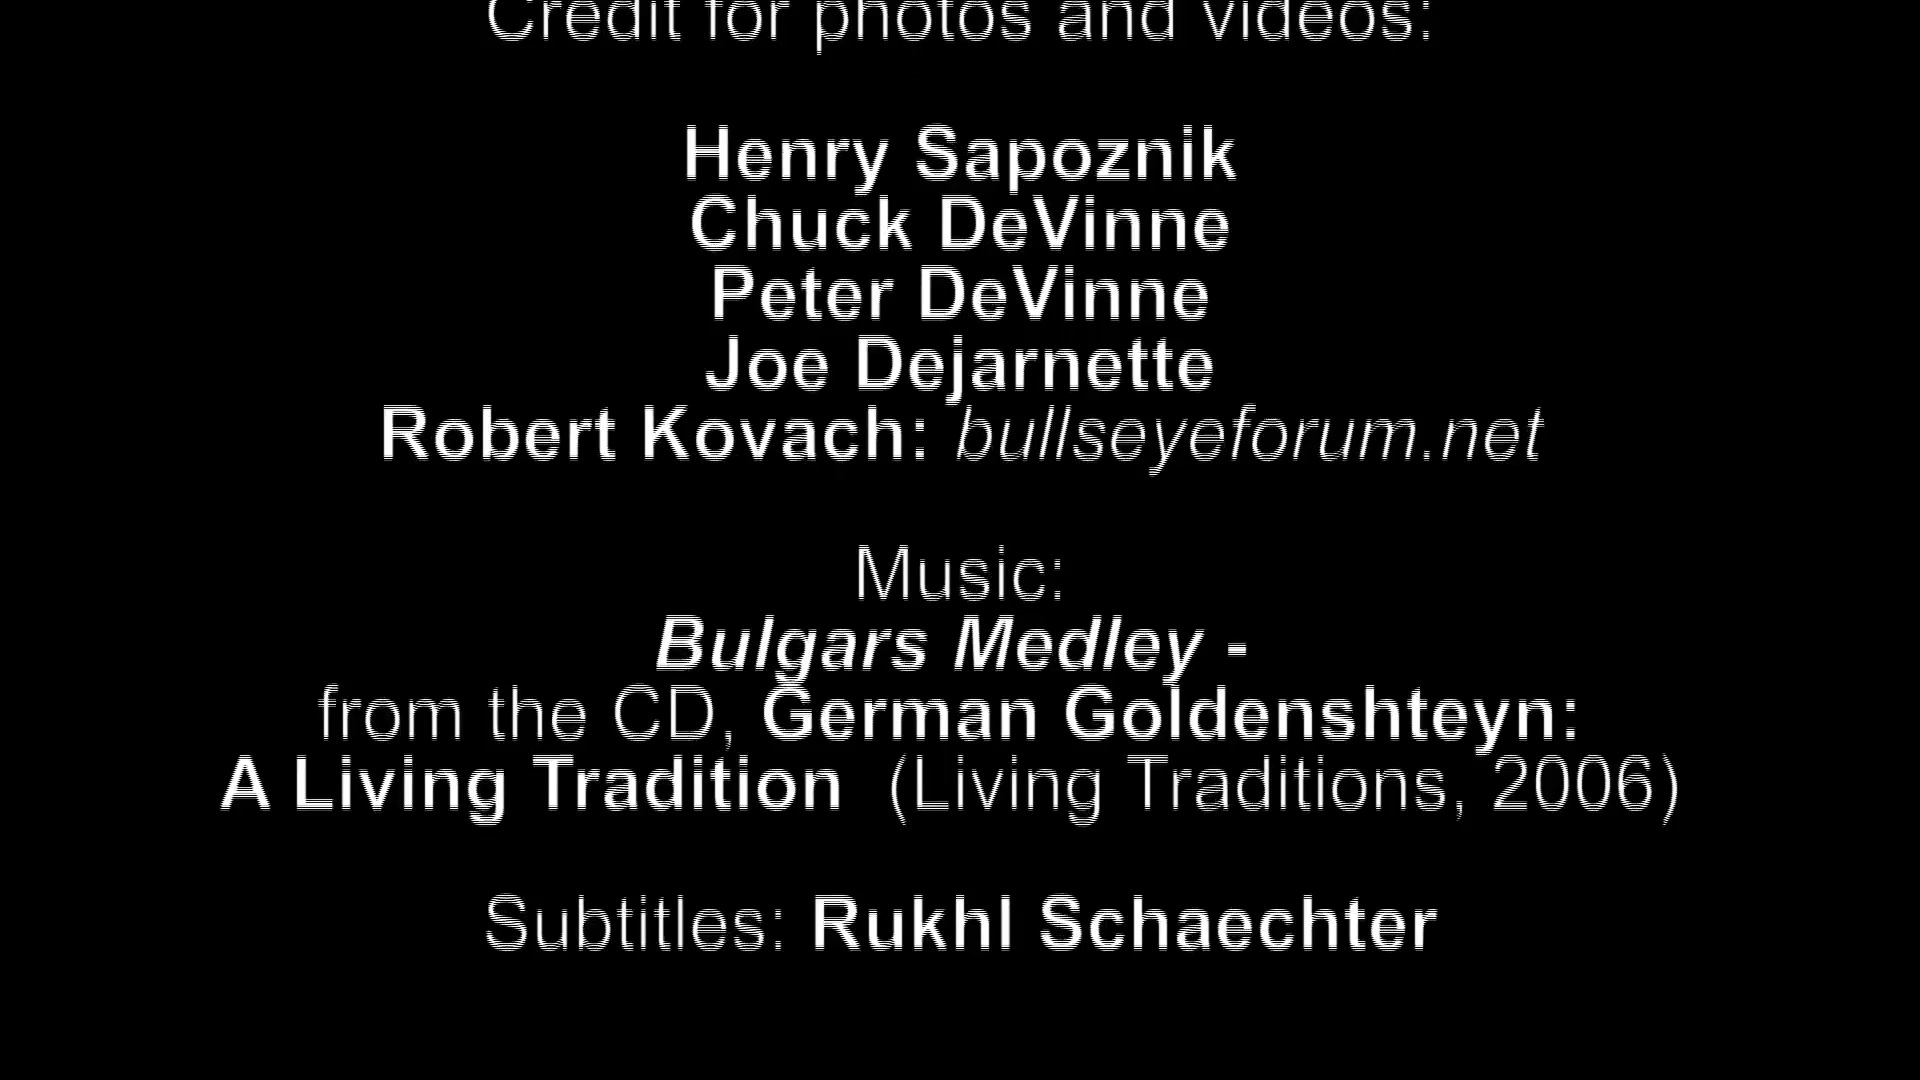 Credit for photos and videos:
Henry Sapoznik
Chuck DeVinne
Peter DeVinne
Joe Dejarnette
Robert Kovach: bullseyeforum.net
Music:
Bulgars Medley -
from the CD, German Goldenshteyn:
A Living Tradition (Living Traditions, 2006)
Subtitles: Rukhl Schaechter